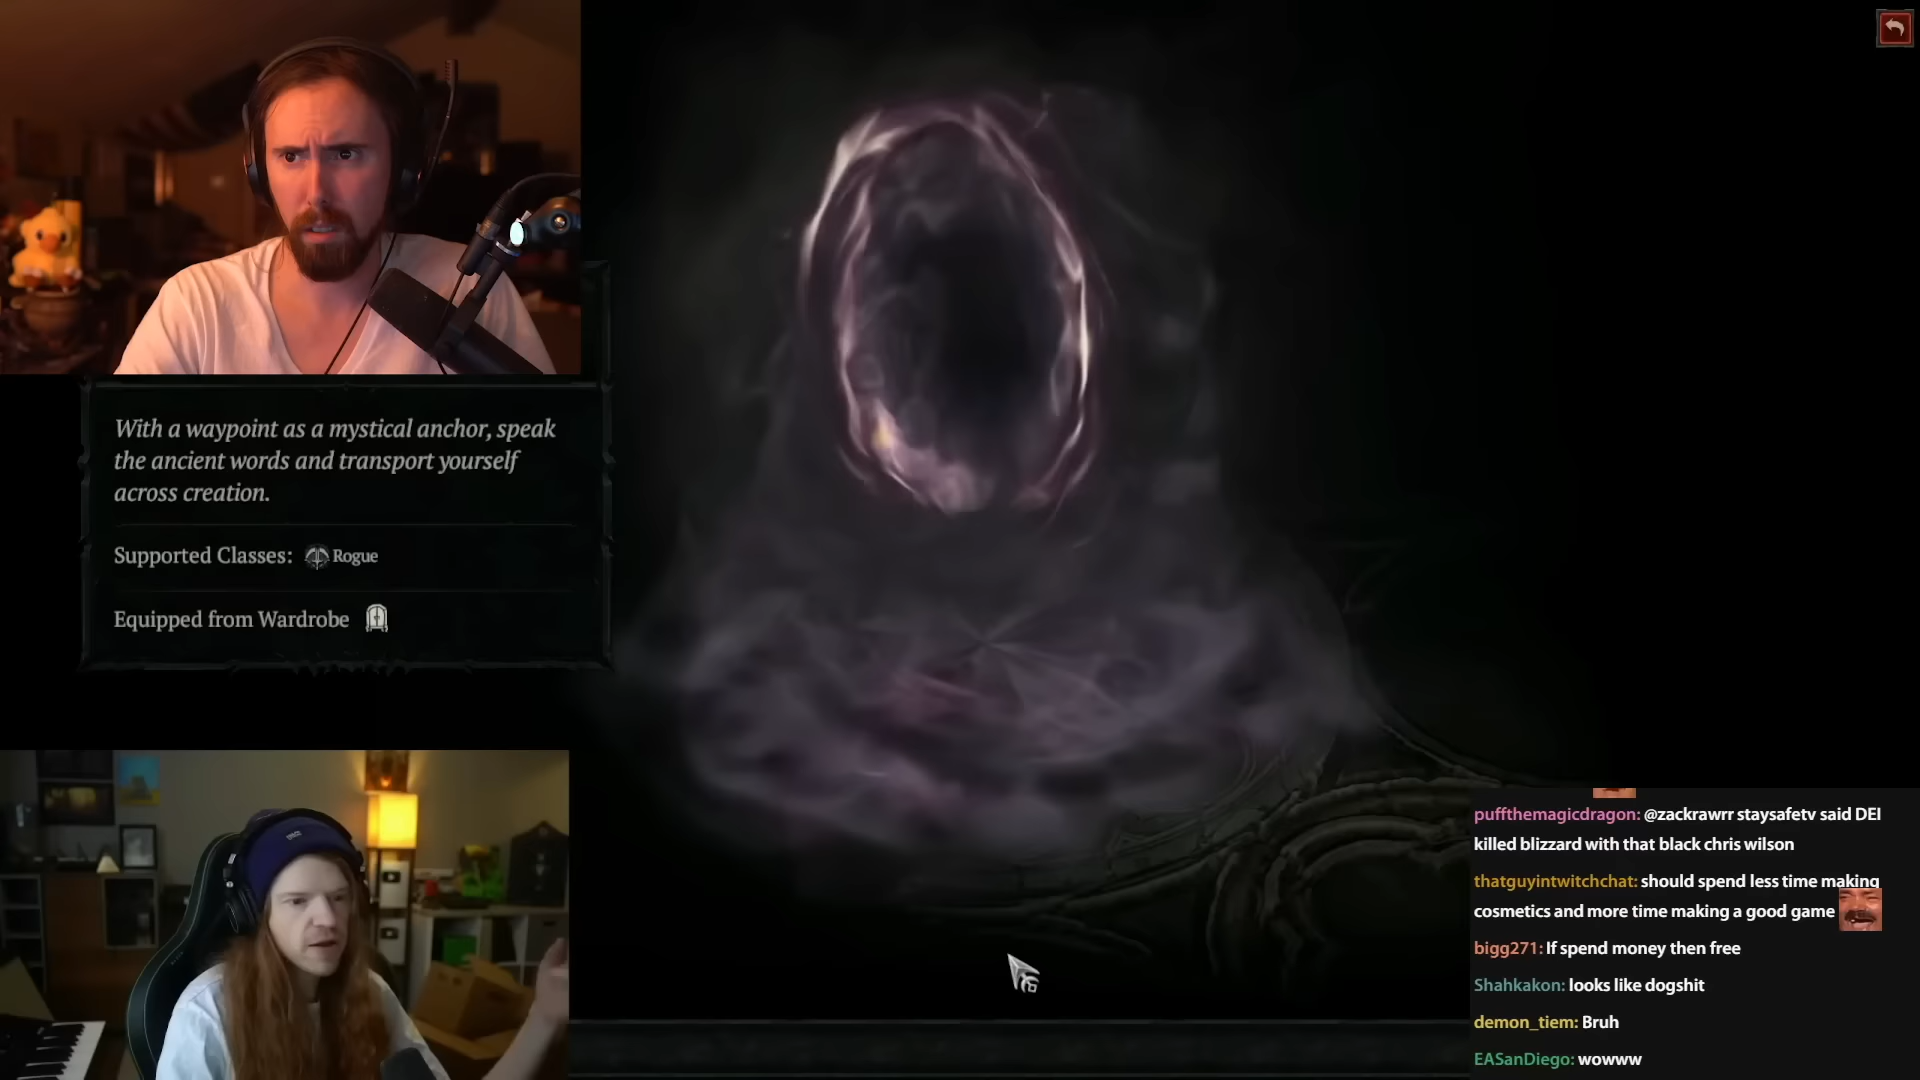 With a waypoint as a mystical anchor, speak
the ancient words and transport yourself
across creation.
Supported Classes: Rogue
Equipped from Wardrobe
puffthemagicdragon: @zackrawrr staysafetv said DEI
killed blizzard with that black chris wilson
thatguyintwitchchat: should spend less time making
cosmetics and more time making a good game
bigg271: If spend money then free
Shahkakon: looks like dogshit
demon_tiem: Bruh
EASanDiego: wowww